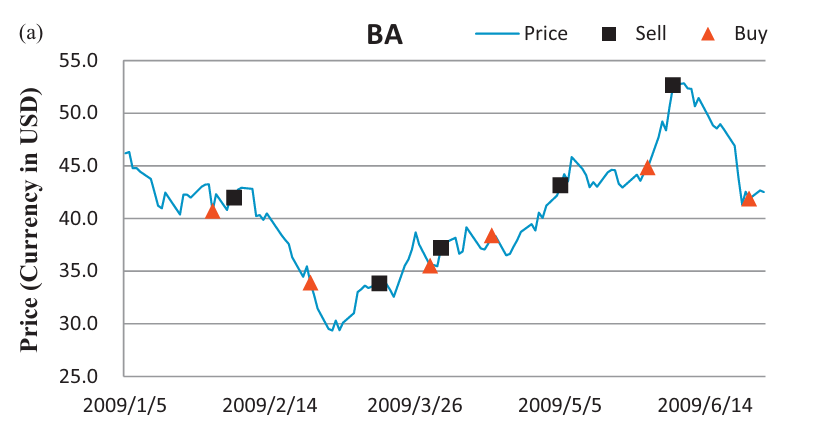 (a)
BA
Price
Sell
Buy
Price (Currency in USD)
55.0
50.0
45.0
40.0
35.0
30.0
25.0
2009/1/5
2009/2/14
2009/3/26
2009/5/5
2009/6/14